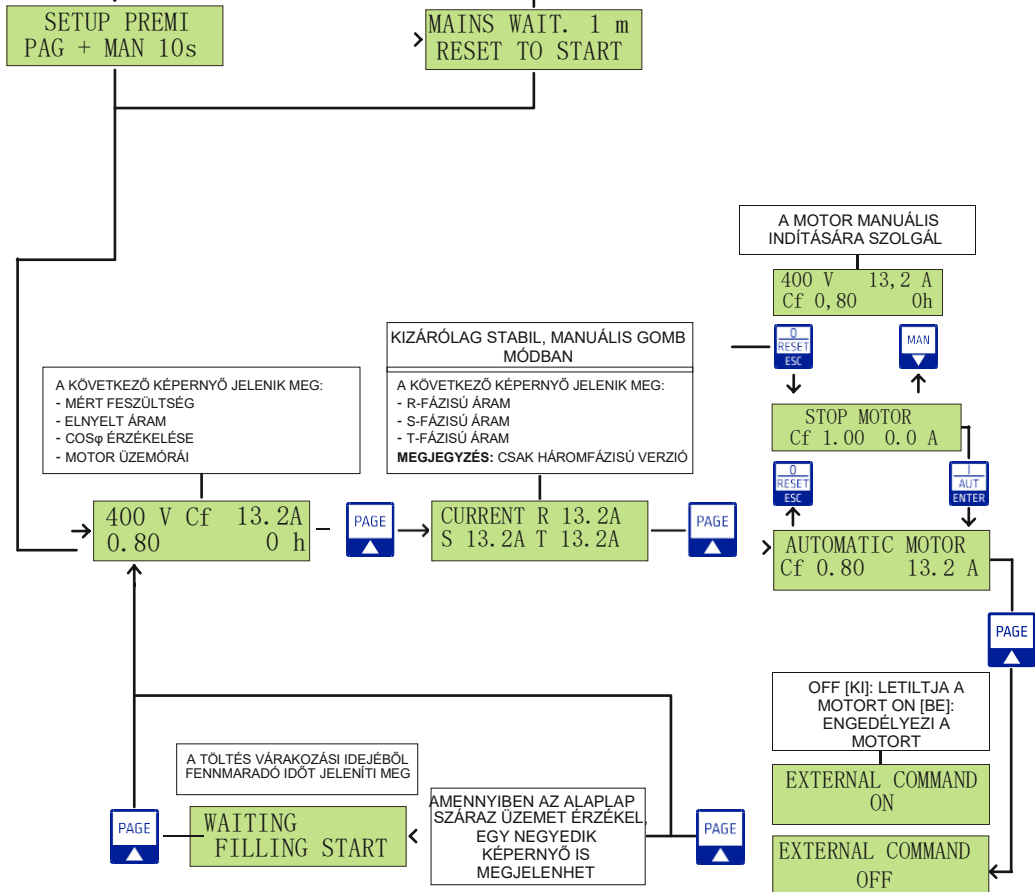 SETUP PREMI
PAG + MAN 10s
MAINS WAIT. 1 m
RESET TO START
A MOTOR MANUÁLIS
INDÍTÁSÁRA SZOLGÁL
400 V 13,2 A
Cf 0,80 0h
0
RESET
ESC
MAN
KIZÁRÓLAG STABIL, MANUÁLIS GOMB
MÓDBAN
A KÖVETKEZŐ KÉPERNYŐ JELENIK MEG:
- R-FÁZISÚ ÁRAM
- S-FÁZISÚ ÁRAM
- T-FÁZISÚ ÁRAM
MEGJEGYZÉS: CSAK HÁROMFÁZISÚ VERZIÓ
A KÖVETKEZŐ KÉPERNYŐ JELENIK MEG:
- MÉRT FESZÜLTSÉG
- ELNYELT ÁRAM
- COSφ ÉRZÉKELÉSE
- MOTOR ÜZEMÓRÁI
STOP MOTOR
Cf 1.00 0.0 A
0
RESET
ESC
I
AUT
ENTER
400 V Cf 13.2A
0.80 0 h
PAGE
CURRENT R 13.2A
S 13.2A T 13.2A
PAGE
AUTOMATIC MOTOR
Cf 0.80 13.2 A
PAGE
OFF [KI]: LETILTJA A
MOTORT ON [BE]:
ENGEDÉLYEZI A
MOTORT
EXTERNAL COMMAND
ON
EXTERNAL COMMAND
OFF
A TÖLTÉS VÁRAKOZÁSI IDEJÉBŐL
FENNMARADÓ IDŐT JELENÍTI MEG
PAGE
WAITING
FILLING START
AMENNYIBEN AZ ALAPLAP
SZÁRAZ ÜZEMET ÉRZÉKEL,
EGY NEGYEDIK
KÉPERNYŐ IS
MEGJELENHET
PAGE